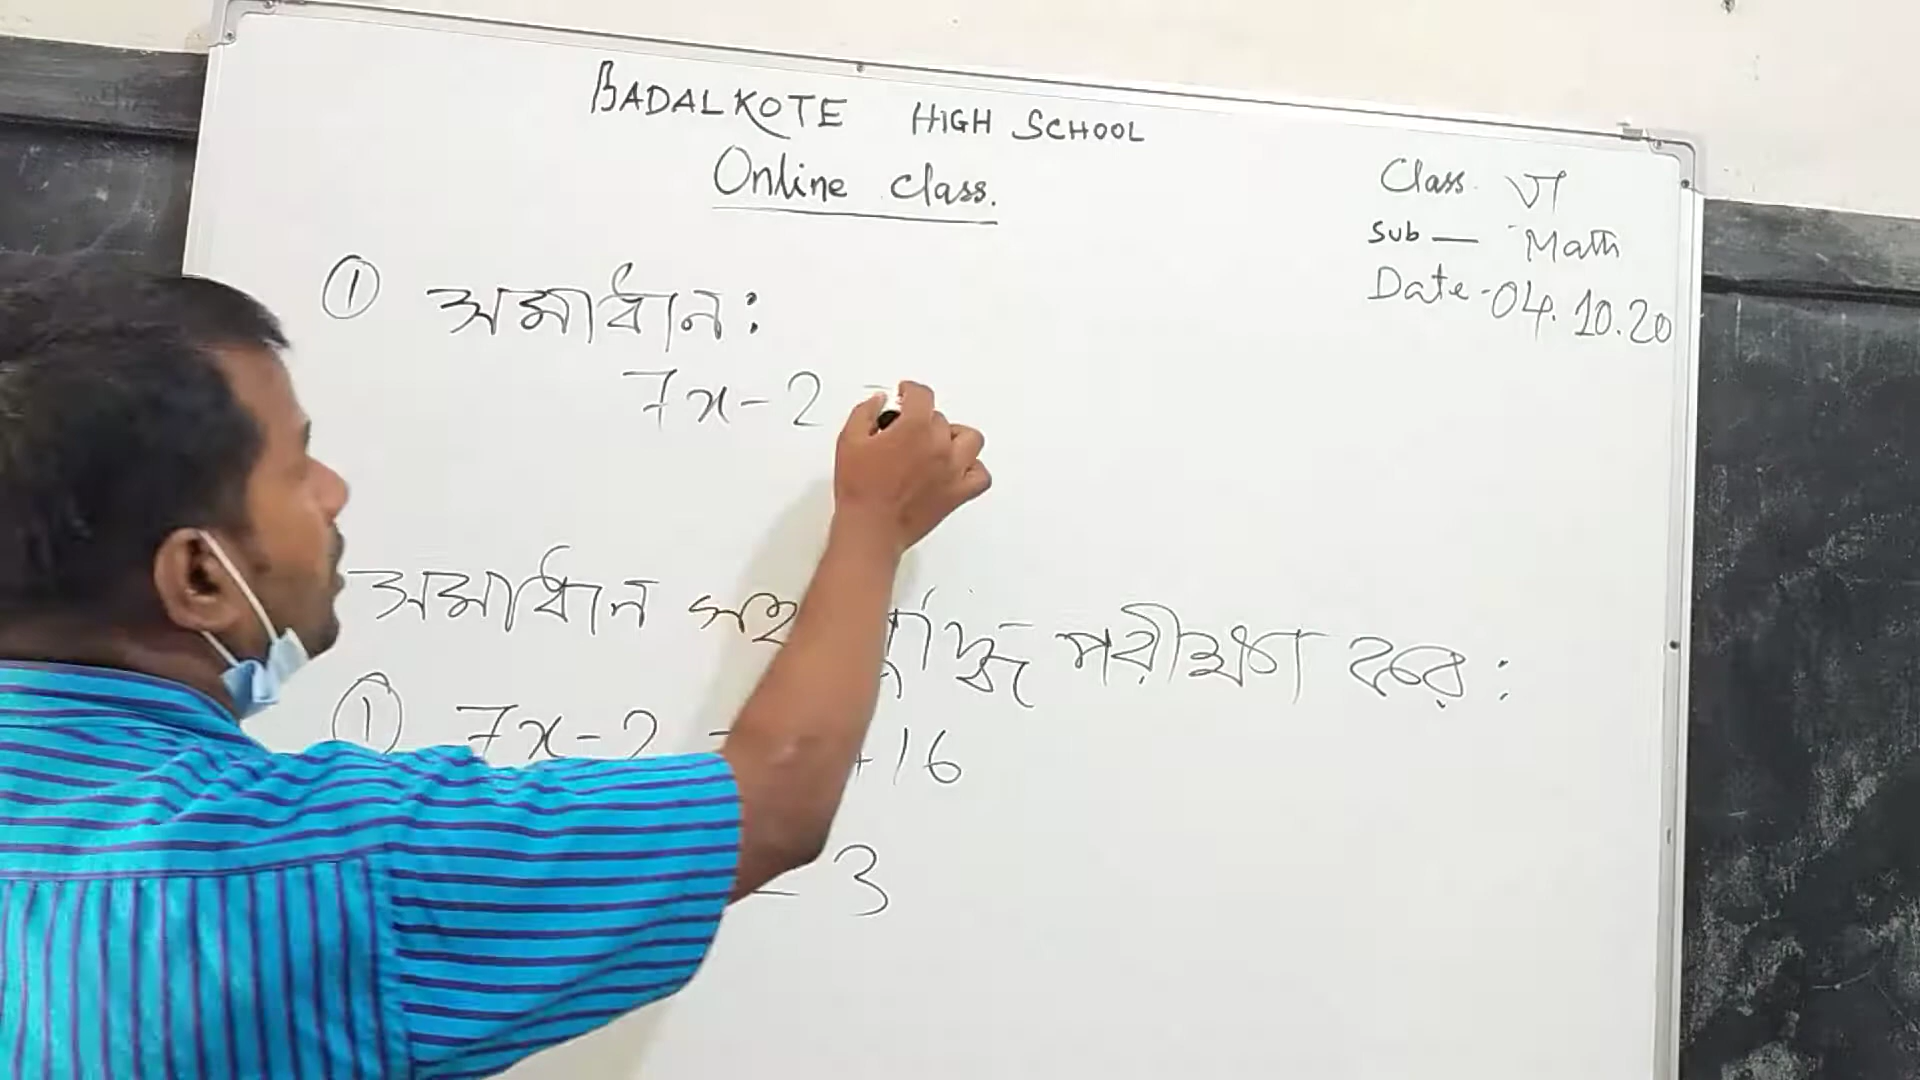 BADALKOTE HIGH SCHOOL
Online class.
Class VI
Sub — Math
Date - 04.10.20
① সমাধান:
7x - 2
সমাধান সহ শুদ্ধি পরীক্ষা কর:
① 7x - 2 +16
- 3